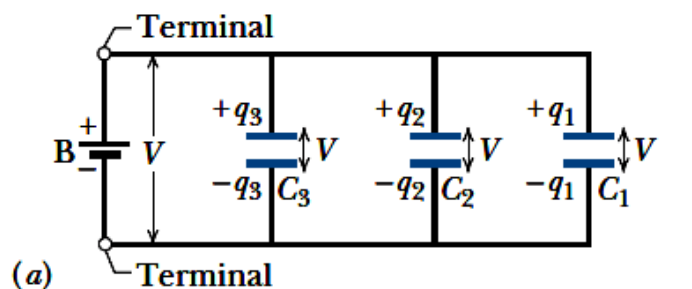 Terminal
+q3 +q2 +q1
+
B V V V V
−
−q3 C3 −q2 C2 −q1 C1
(a) Terminal